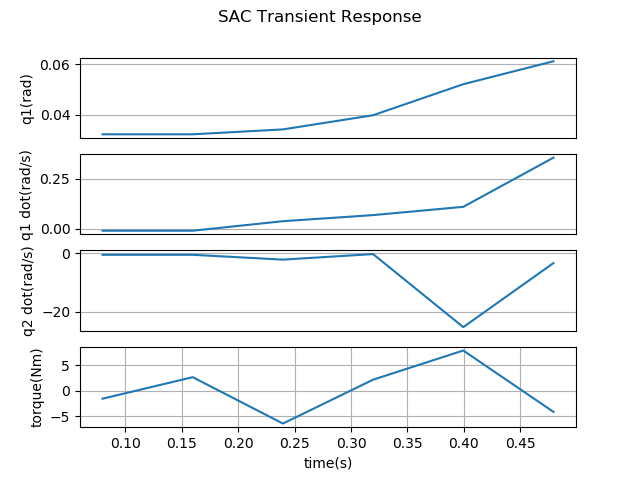 SAC Transient Response
0.06
0.04
q1(rad)
0.25
0.00
q1 dot(rad/s)
0
−20
q2 dot(rad/s)
5
0
−5
torque(Nm)
0.10 0.15 0.20 0.25 0.30 0.35 0.40 0.45
time(s)